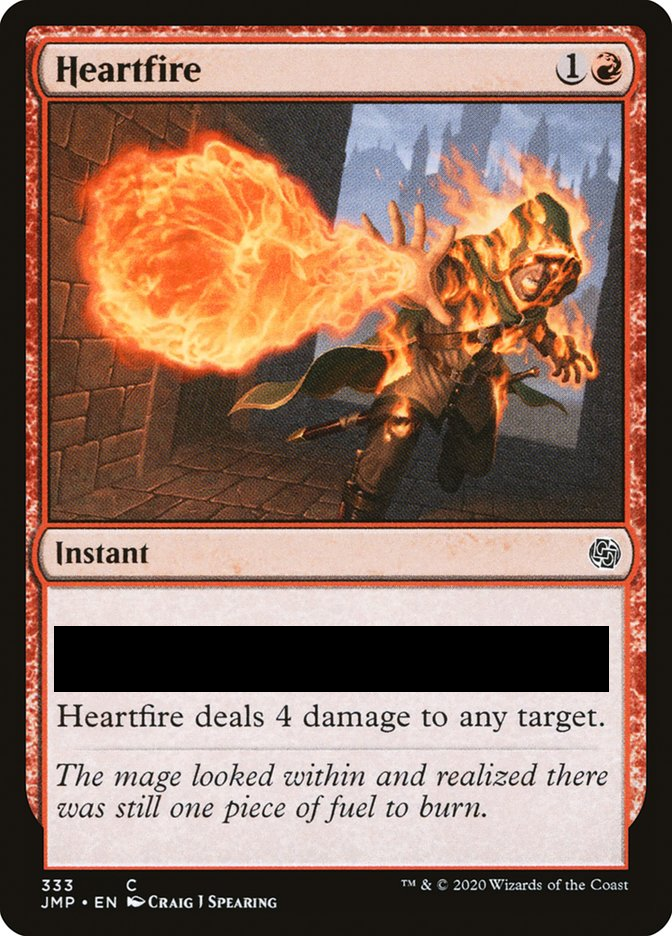 Heartfire 1
Instant
Heartfire deals 4 damage to any target.
The mage looked within and realized there
was still one piece of fuel to burn.
333 C
JMP • EN Craig J Spearing
™ & © 2020 Wizards of the Coast